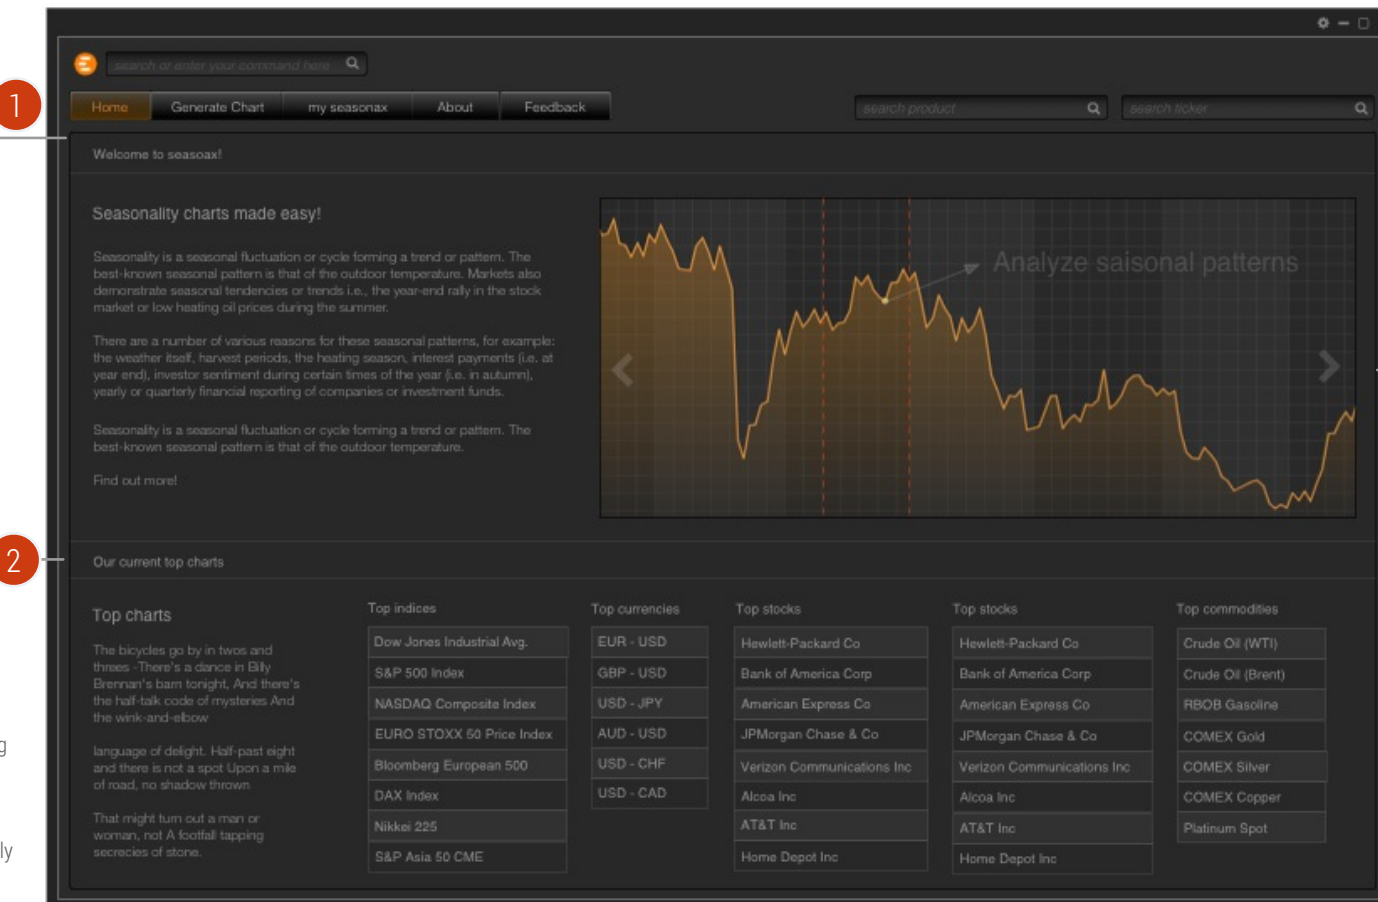 search or enter your command here
1
Home
Generate Chart
my seasonax
About
Feedback
search product
search ticker
Welcome to seasoax!
Seasonality charts made easy!
Seasonality is a seasonal fluctuation or cycle forming a trend or pattern. The
best-known seasonal pattern is that of the outdoor temperature. Markets also
demonstrate seasonal tendencies or trends i.e., the year-end rally in the stock
market or low heating oil prices during the summer.
There are a number of various reasons for these seasonal patterns, for example:
the weather itself, harvest periods, the heating season, interest payments (i.e. at
year end), investor sentiment during certain times of the year (i.e. in autumn),
yearly or quarterly financial reporting of companies or investment funds.
Seasonality is a seasonal fluctuation or cycle forming a trend or pattern. The
best-known seasonal pattern is that of the outdoor temperature.
Find out more!
Analyze saisonal patterns
2
Our current top charts
Top charts
The bicycles go by in twos and
threes -There's a dance in Billy
Brennan's barn tonight, And there's
the half-talk code of mysteries And
the wink-and-elbow
language of delight. Half-past eight
and there is not a spot Upon a mile
of road, no shadow thrown
That might turn out a man or
woman, not A footfall tapping
secrecies of stone.
g
ly
Top indices
Dow Jones Industrial Avg.
S&P 500 Index
NASDAQ Composite Index
EURO STOXX 50 Price Index
Bloomberg European 500
DAX Index
Nikkei 225
S&P Asia 50 CME
Top currencies
EUR - USD
GBP - USD
USD - JPY
AUD - USD
USD - CHF
USD - CAD
Top stocks
Hewlett-Packard Co
Bank of America Corp
American Express Co
JPMorgan Chase & Co
Verizon Communications Inc
Alcoa Inc
AT&T Inc
Home Depot Inc
Top stocks
Hewlett-Packard Co
Bank of America Corp
American Express Co
JPMorgan Chase & Co
Verizon Communications Inc
Alcoa Inc
AT&T Inc
Home Depot Inc
Top commodities
Crude Oil (WTI)
Crude Oil (Brent)
RBOB Gasoline
COMEX Gold
COMEX Silver
COMEX Copper
Platinum Spot